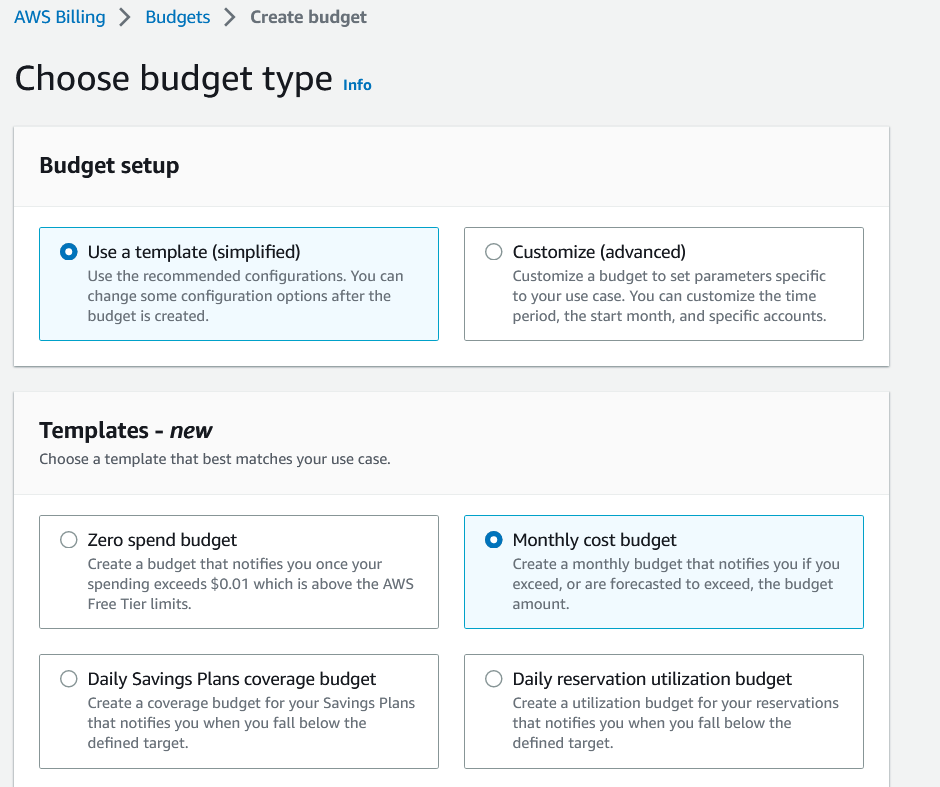 AWS Billing > Budgets > Create budget
Choose budget type Info
Budget setup
Use a template (simplified)
Use the recommended configurations. You can
change some configuration options after the
budget is created.
Customize (advanced)
Customize a budget to set parameters specific
to your use case. You can customize the time
period, the start month, and specific accounts.
Templates - new
Choose a template that best matches your use case.
Zero spend budget
Create a budget that notifies you once your
spending exceeds $0.01 which is above the AWS
Free Tier limits.
Monthly cost budget
Create a monthly budget that notifies you if you
exceed, or are forecasted to exceed, the budget
amount.
Daily Savings Plans coverage budget
Create a coverage budget for your Savings Plans
that notifies you when you fall below the
defined target.
Daily reservation utilization budget
Create a utilization budget for your reservations
that notifies you when you fall below the
defined target.